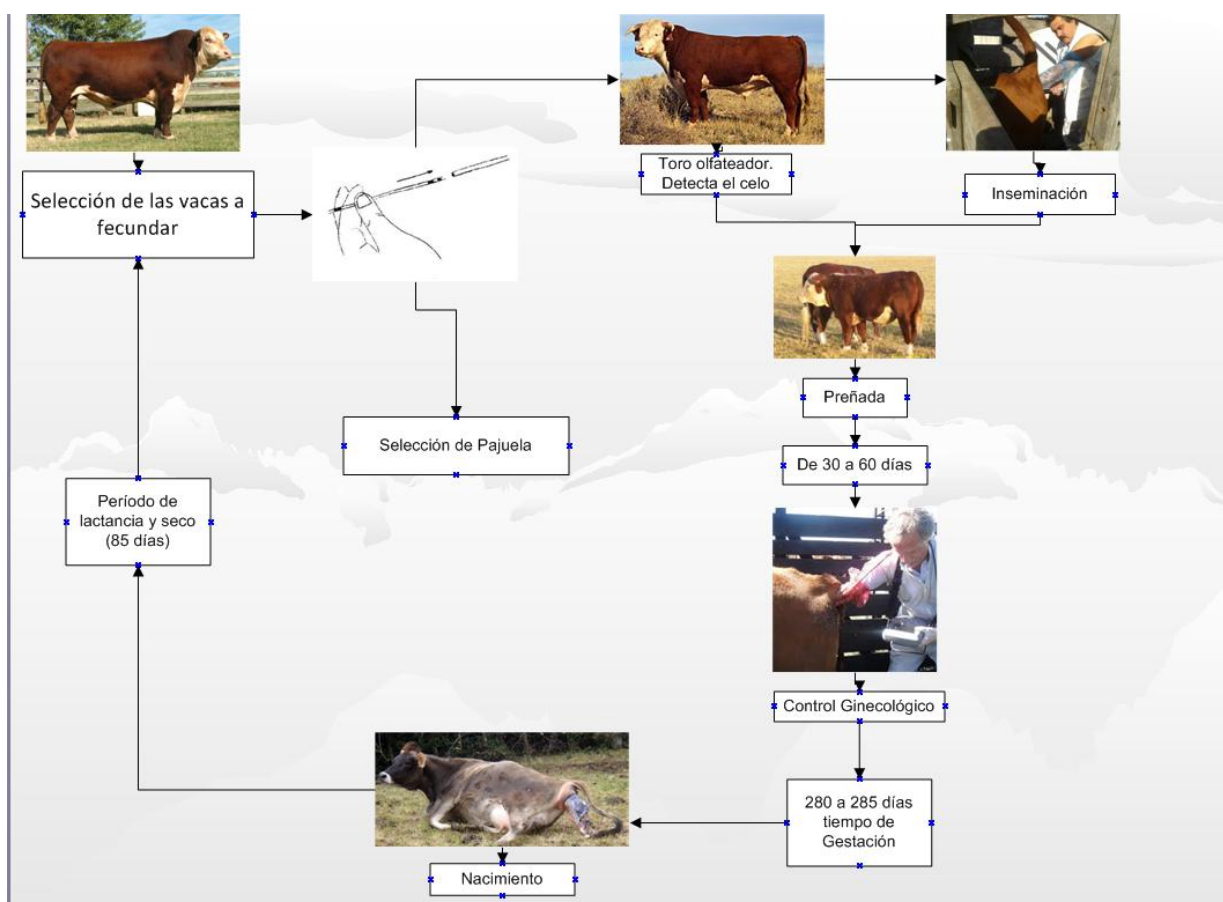 Selección de las vacas a
fecundar
Toro olfateador.
Detecta el celo
Inseminación
Preñada
Selección de Pajuela
De 30 a 60 días
Período de
lactancia y seco
(85 días)
Control Ginecológico
280 a 285 días
tiempo de
Gestación
Nacimiento